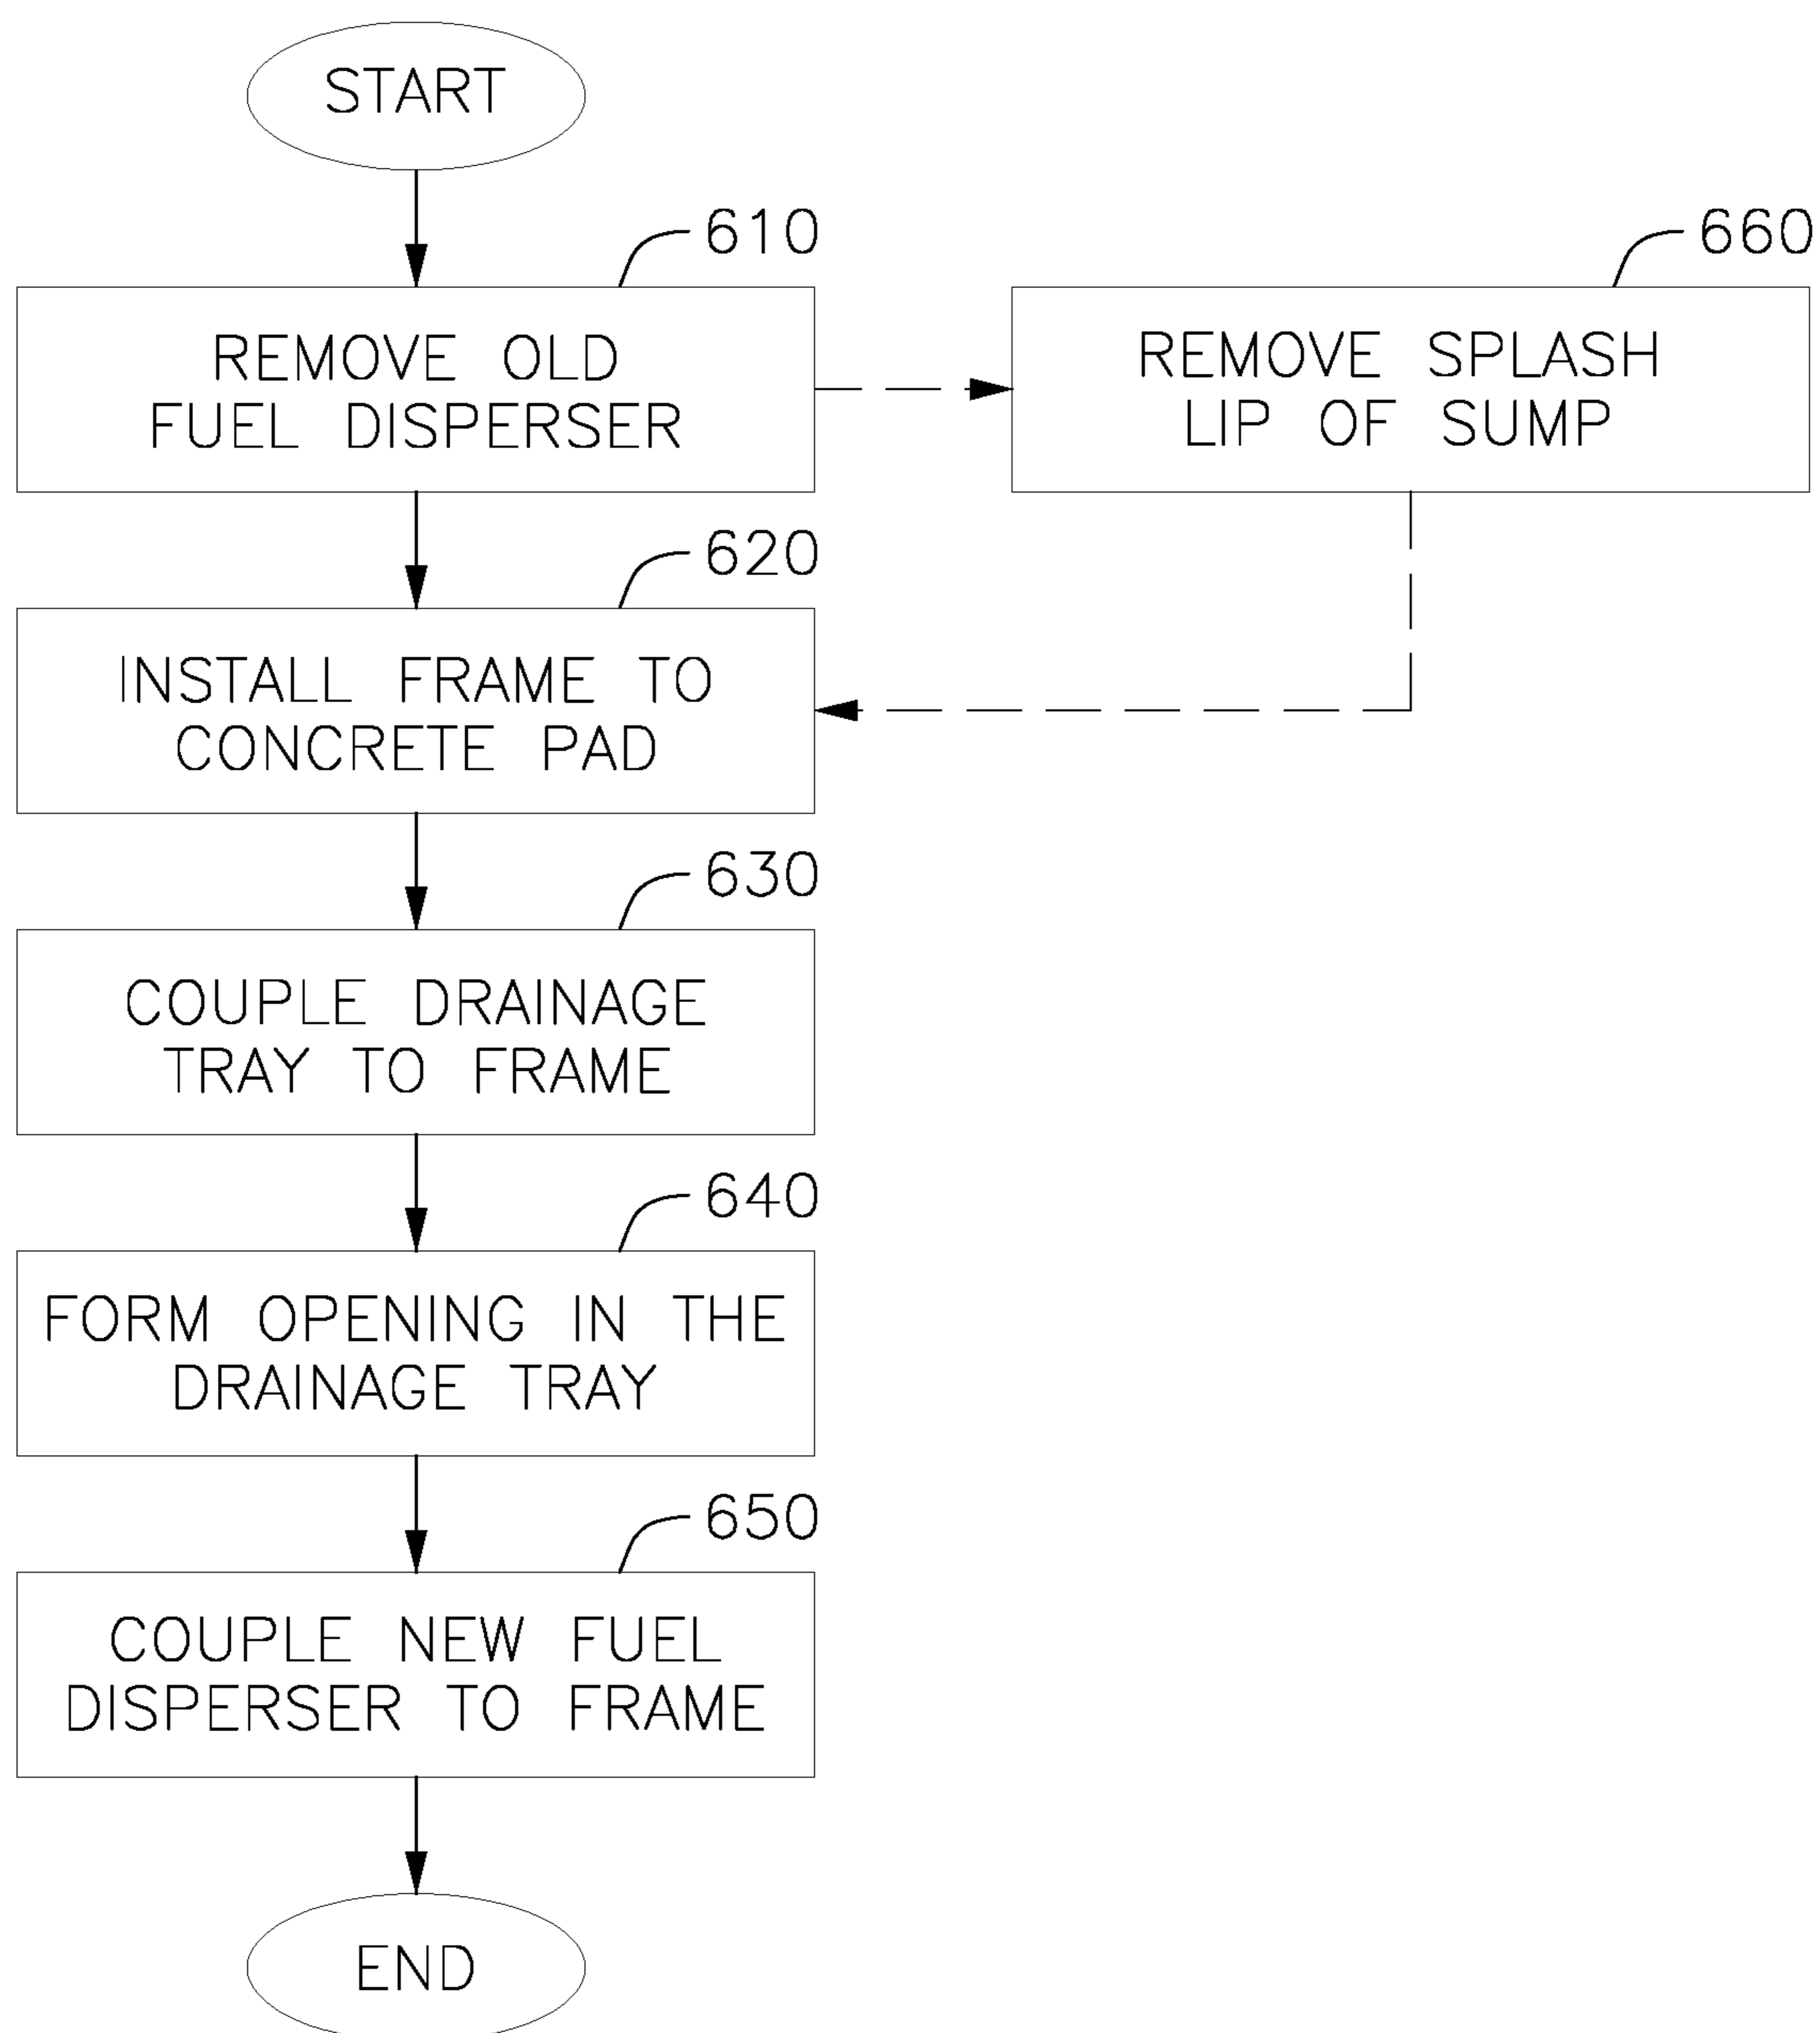 START
610
REMOVE OLD
FUEL DISPERSER
660
REMOVE SPLASH
LIP OF SUMP
620
INSTALL FRAME TO
CONCRETE PAD
630
COUPLE DRAINAGE
TRAY TO FRAME
640
FORM OPENING IN THE
DRAINAGE TRAY
650
COUPLE NEW FUEL
DISPERSER TO FRAME
END